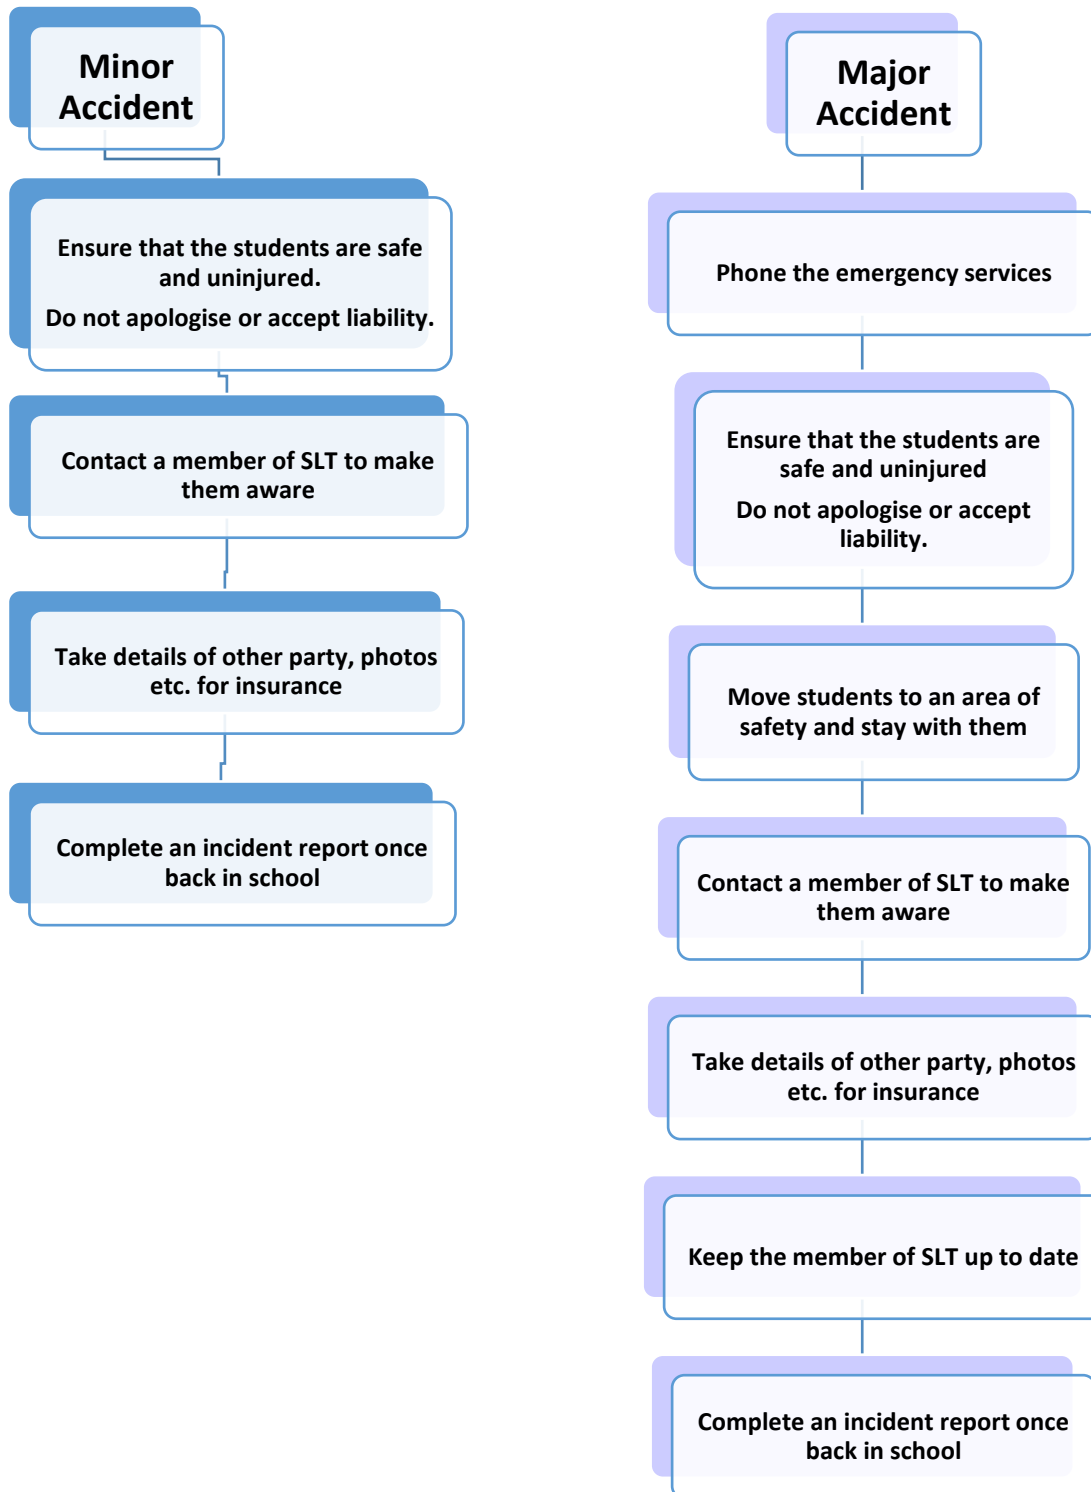 Minor
Accident
Ensure that the students are safe
and uninjured.
Do not apologise or accept liability.
Contact a member of SLT to make
them aware
Take details of other party, photos
etc. for insurance
Complete an incident report once
back in school
Major
Accident
Phone the emergency services
Ensure that the students are
safe and uninjured
Do not apologise or accept
liability.
Move students to an area of
safety and stay with them
Contact a member of SLT to make
them aware
Take details of other party, photos
etc. for insurance
Keep the member of SLT up to date
Complete an incident report once
back in school